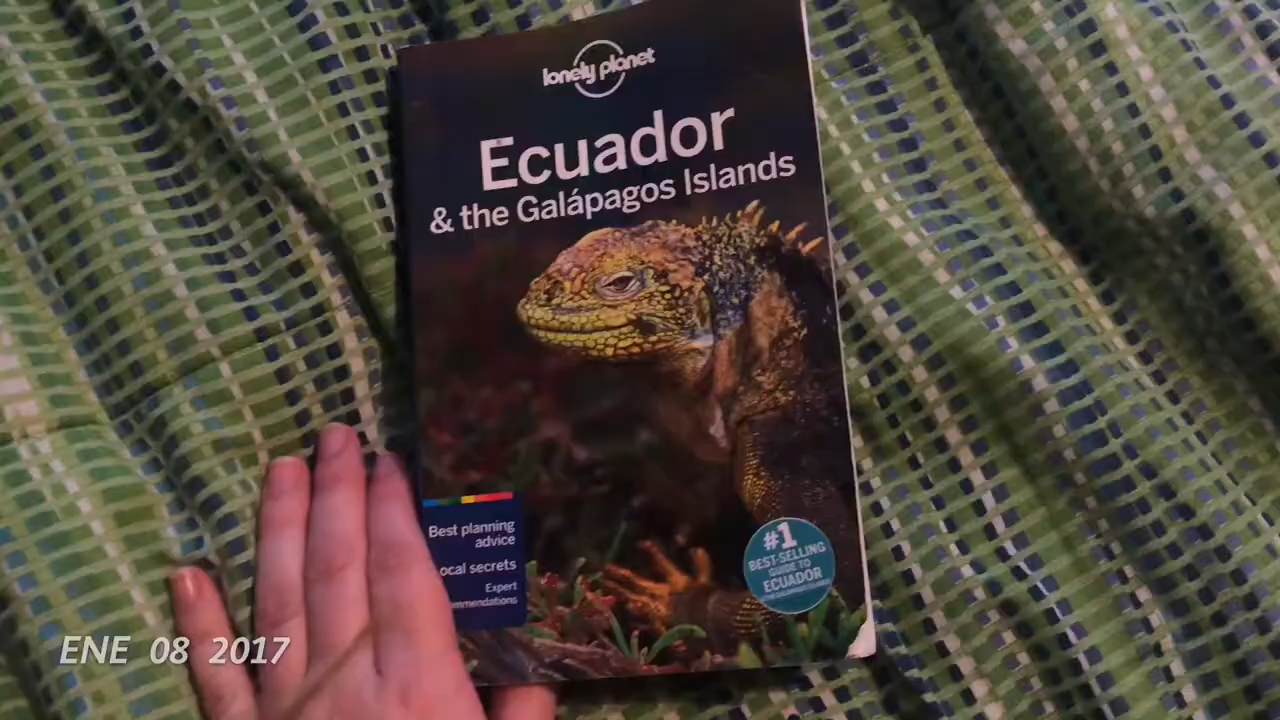 lonely planet
Ecuador
& the Galápagos Islands
Best planning
advice
ocal secrets
Expert
mmendations
#1
BEST-SELLING
GUIDE TO
ECUADOR
ENE 08 2017